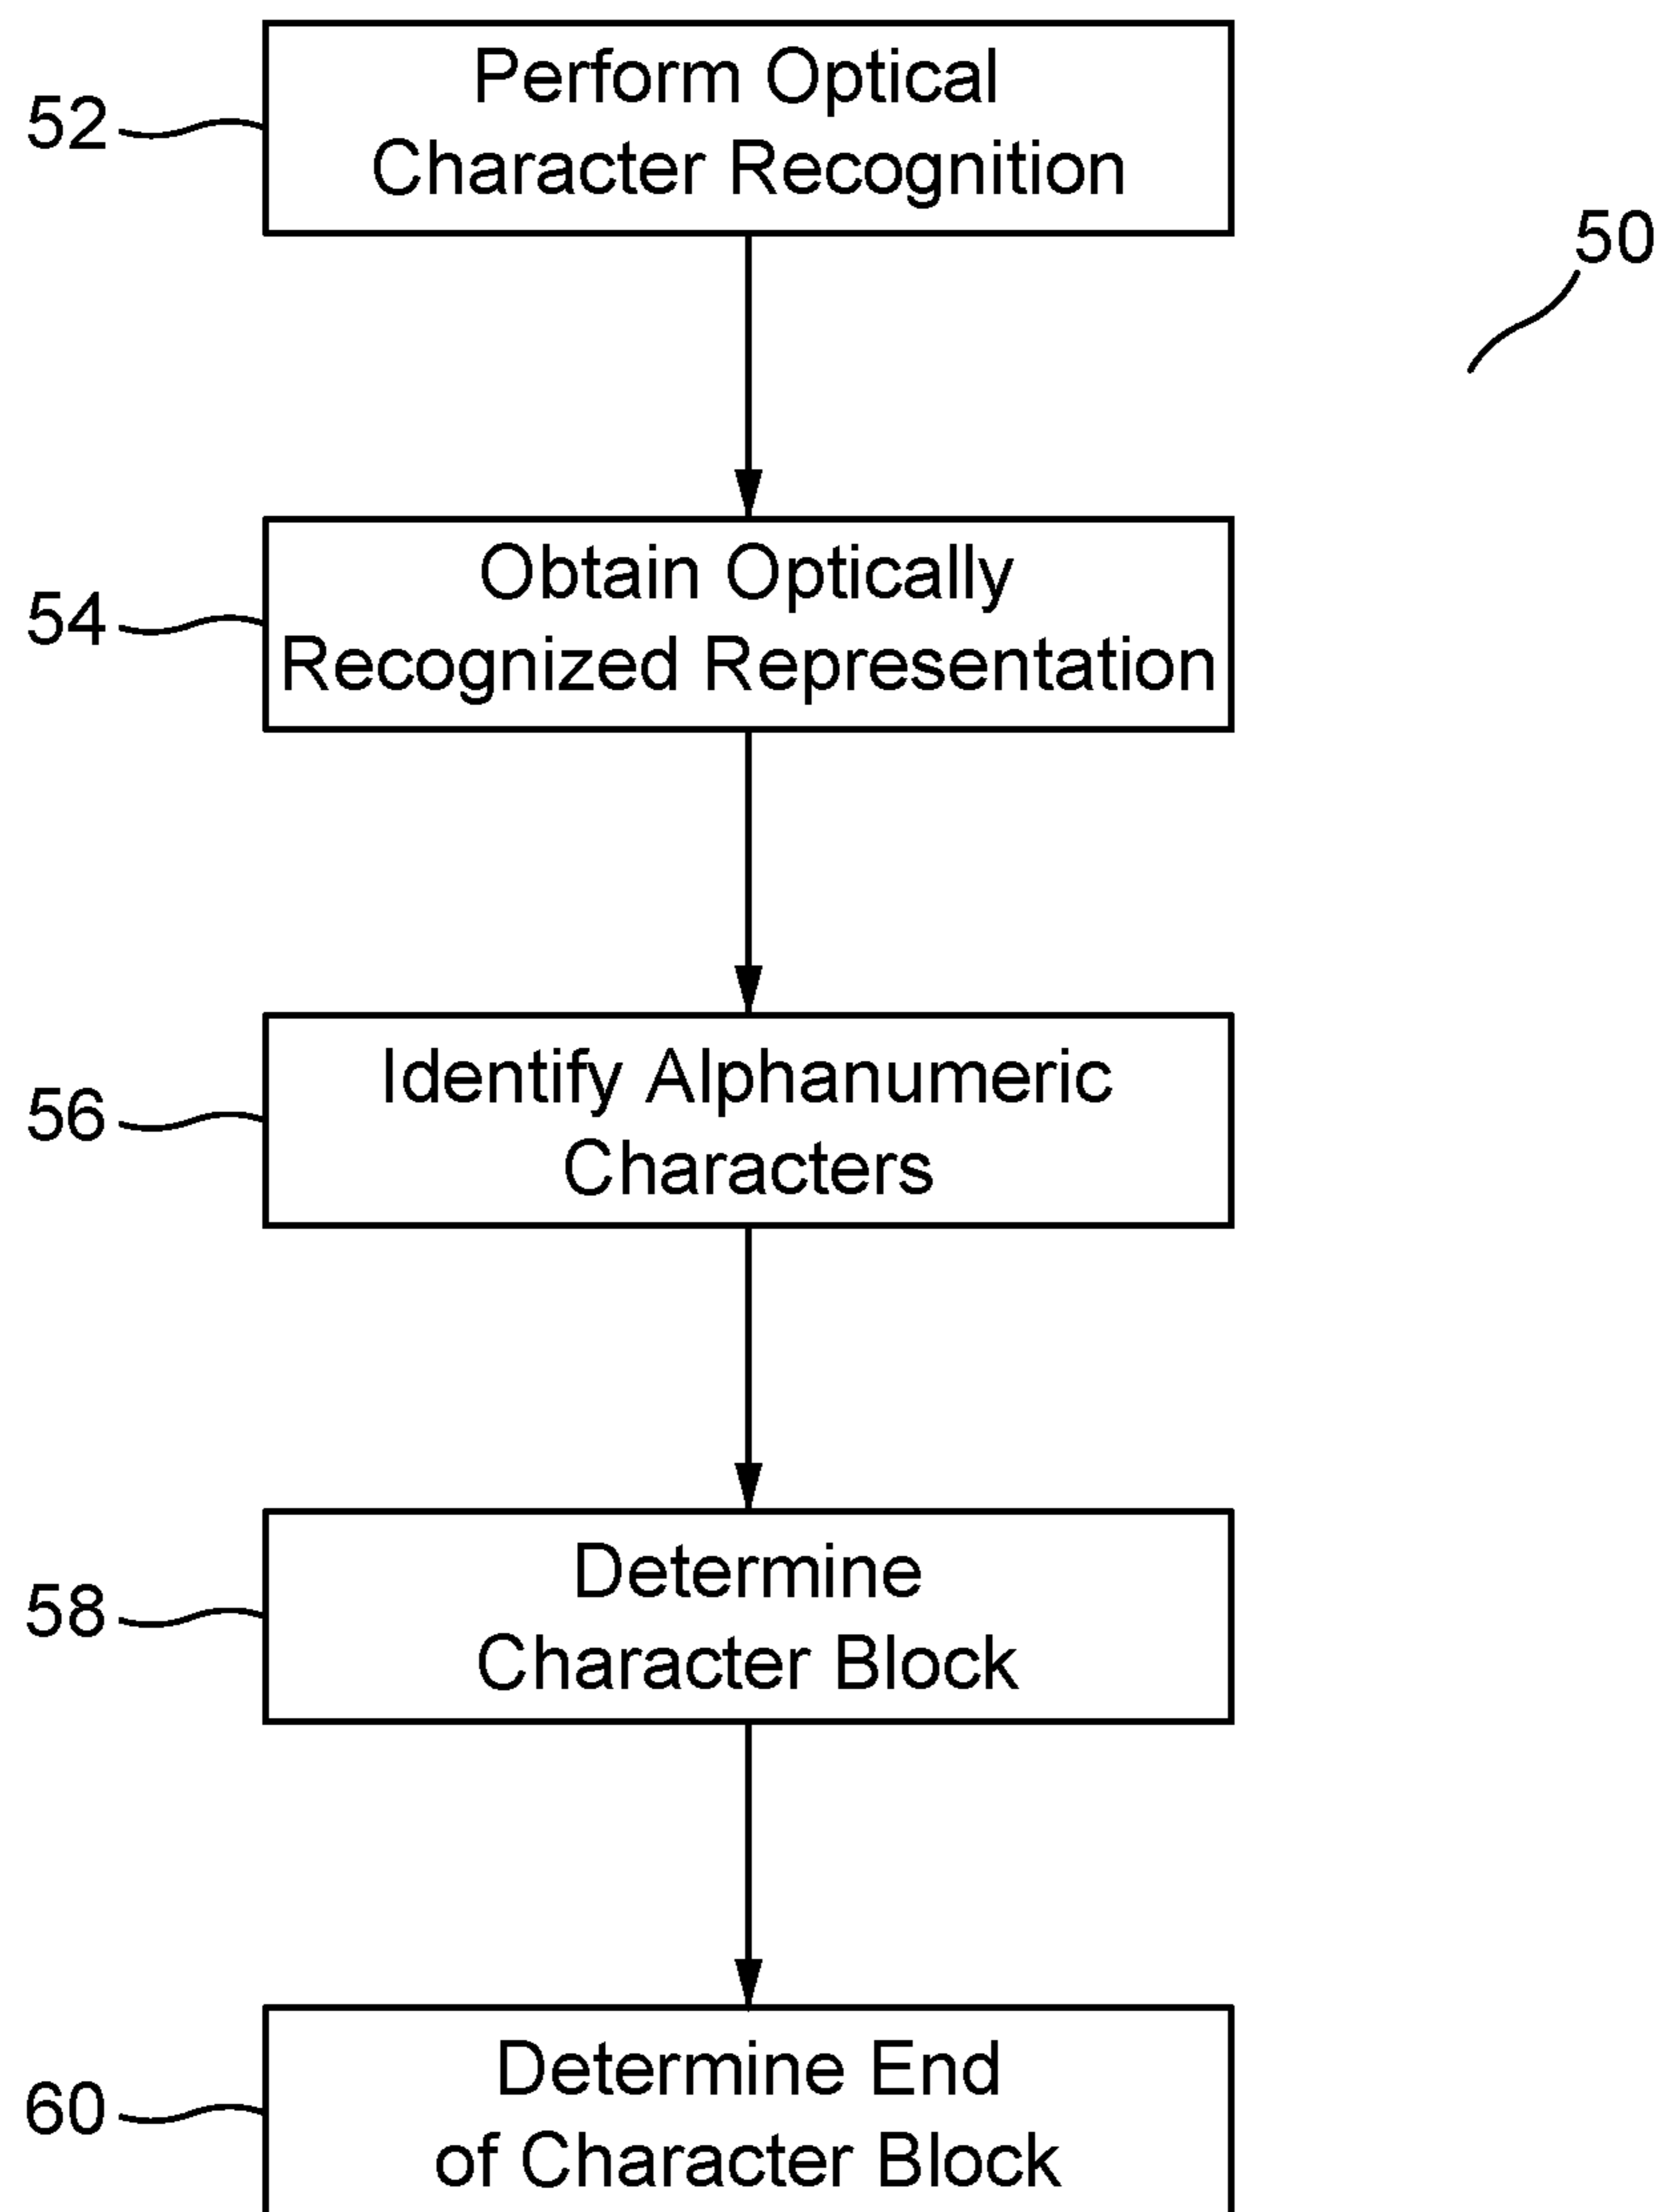 52
Perform Optical
Character Recognition
50
54
Obtain Optically
Recognized Representation
56
Identify Alphanumeric
Characters
58
Determine
Character Block
60
Determine End
of Character Block